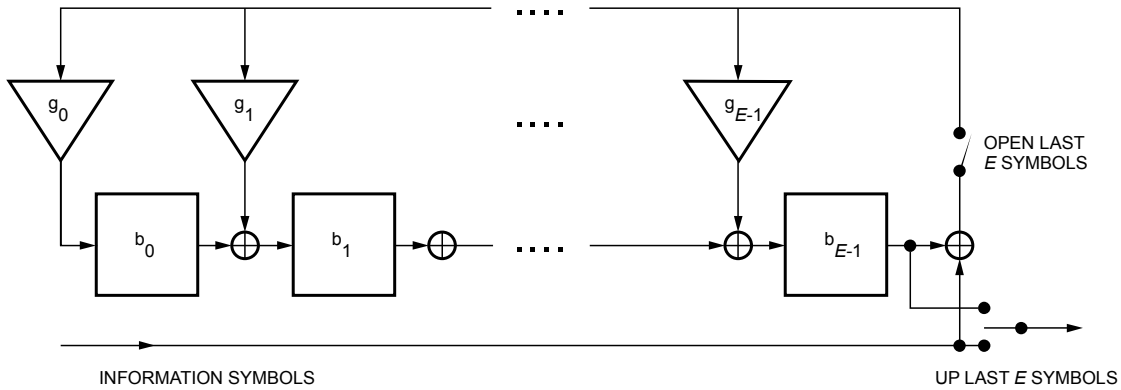 g0
g1
gE-1
OPEN LAST
E SYMBOLS
b0
b1
bE-1
INFORMATION SYMBOLS
UP LAST E SYMBOLS